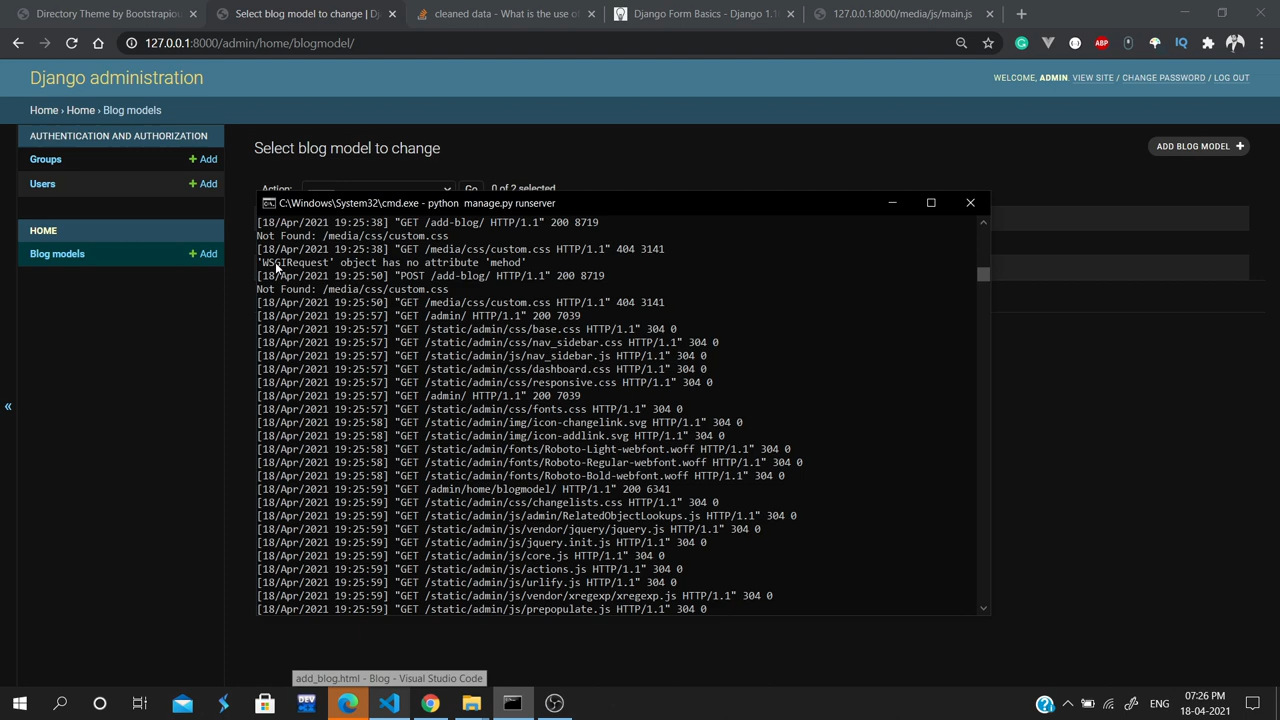 Directory Theme by Bootstrapiou
Select blog model to change | Dj
cleaned data - What is the use of
Django Form Basics - Django 1.1
127.0.0.1:8000/media/js/main.js
127.0.0.1:8000/admin/home/blogmodel/
Django administration
WELCOME, ADMIN. VIEW SITE / CHANGE PASSWORD / LOG OUT
Home › Home › Blog models
AUTHENTICATION AND AUTHORIZATION
Groups
+ Add
Users
+ Add
HOME
Blog models
+ Add
Select blog model to change
ADD BLOG MODEL +
Action:
Go
0 of 2 selected
C:\Windows\System32\cmd.exe - python manage.py runserver
[18/Apr/2021 19:25:38] "GET /add-blog/ HTTP/1.1" 200 8719
Not Found: /media/css/custom.css
[18/Apr/2021 19:25:38] "GET /media/css/custom.css HTTP/1.1" 404 3141
'WSGIRequest' object has no attribute 'mehod'
[18/Apr/2021 19:25:50] "POST /add-blog/ HTTP/1.1" 200 8719
Not Found: /media/css/custom.css
[18/Apr/2021 19:25:50] "GET /media/css/custom.css HTTP/1.1" 404 3141
[18/Apr/2021 19:25:57] "GET /admin/ HTTP/1.1" 200 7039
[18/Apr/2021 19:25:57] "GET /static/admin/css/base.css HTTP/1.1" 304 0
[18/Apr/2021 19:25:57] "GET /static/admin/css/nav_sidebar.css HTTP/1.1" 304 0
[18/Apr/2021 19:25:57] "GET /static/admin/js/nav_sidebar.js HTTP/1.1" 304 0
[18/Apr/2021 19:25:57] "GET /static/admin/css/dashboard.css HTTP/1.1" 304 0
[18/Apr/2021 19:25:57] "GET /static/admin/css/responsive.css HTTP/1.1" 304 0
[18/Apr/2021 19:25:57] "GET /admin/ HTTP/1.1" 200 7039
[18/Apr/2021 19:25:57] "GET /static/admin/css/fonts.css HTTP/1.1" 304 0
[18/Apr/2021 19:25:58] "GET /static/admin/img/icon-changelink.svg HTTP/1.1" 304 0
[18/Apr/2021 19:25:58] "GET /static/admin/img/icon-addlink.svg HTTP/1.1" 304 0
[18/Apr/2021 19:25:58] "GET /static/admin/fonts/Roboto-Light-webfont.woff HTTP/1.1" 304 0
[18/Apr/2021 19:25:58] "GET /static/admin/fonts/Roboto-Regular-webfont.woff HTTP/1.1" 304 0
[18/Apr/2021 19:25:58] "GET /static/admin/fonts/Roboto-Bold-webfont.woff HTTP/1.1" 304 0
[18/Apr/2021 19:25:59] "GET /admin/home/blogmodel/ HTTP/1.1" 200 6341
[18/Apr/2021 19:25:59] "GET /static/admin/css/changelists.css HTTP/1.1" 304 0
[18/Apr/2021 19:25:59] "GET /static/admin/js/admin/RelatedObjectLookups.js HTTP/1.1" 304 0
[18/Apr/2021 19:25:59] "GET /static/admin/js/vendor/jquery/jquery.js HTTP/1.1" 304 0
[18/Apr/2021 19:25:59] "GET /static/admin/js/jquery.init.js HTTP/1.1" 304 0
[18/Apr/2021 19:25:59] "GET /static/admin/js/core.js HTTP/1.1" 304 0
[18/Apr/2021 19:25:59] "GET /static/admin/js/actions.js HTTP/1.1" 304 0
[18/Apr/2021 19:25:59] "GET /static/admin/js/urlify.js HTTP/1.1" 304 0
[18/Apr/2021 19:25:59] "GET /static/admin/js/vendor/xregexp/xregexp.js HTTP/1.1" 304 0
[18/Apr/2021 19:25:59] "GET /static/admin/js/prepopulate.js HTTP/1.1" 304 0
add_blog.html - Blog - Visual Studio Code
ENG
07:26 PM
18-04-2021